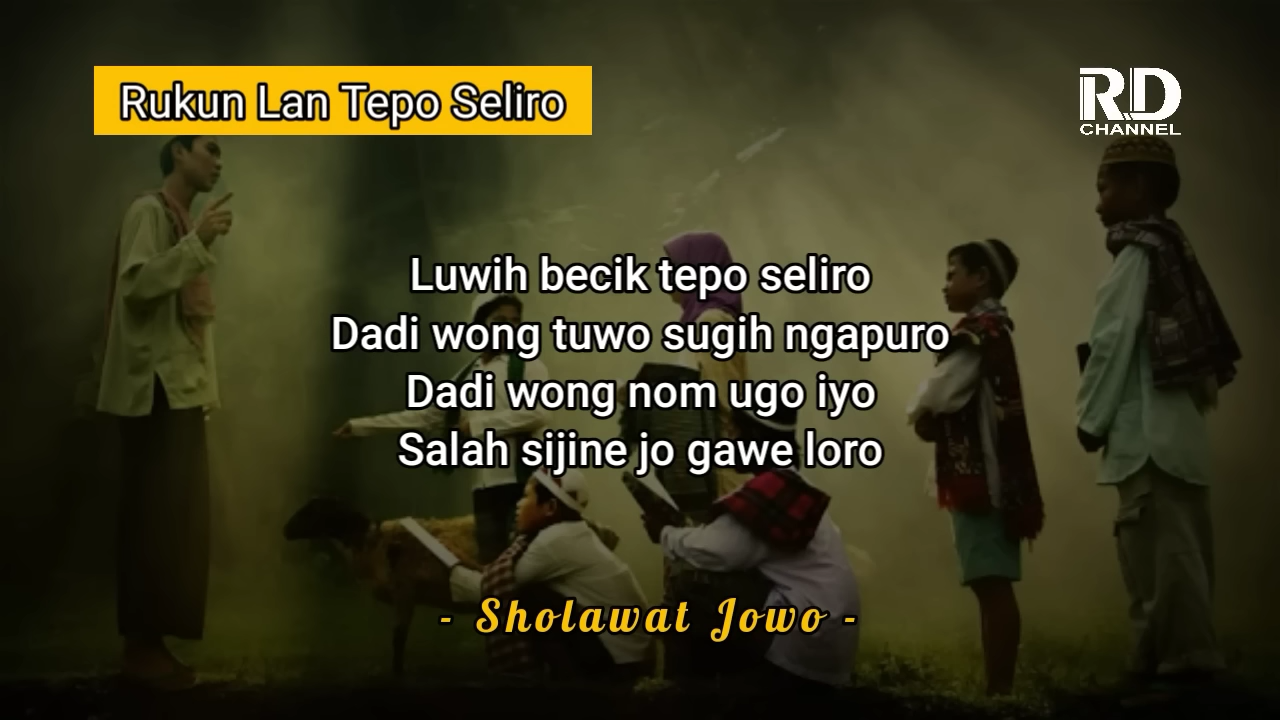 Rukun Lan Tepo Seliro
RD
CHANNEL
Luwih becik tepo seliro
Dadi wong tuwo sugih ngapuro
Dadi wong nom ugo iyo
Salah sijine jo gawe loro
- Sholawat Jowo -